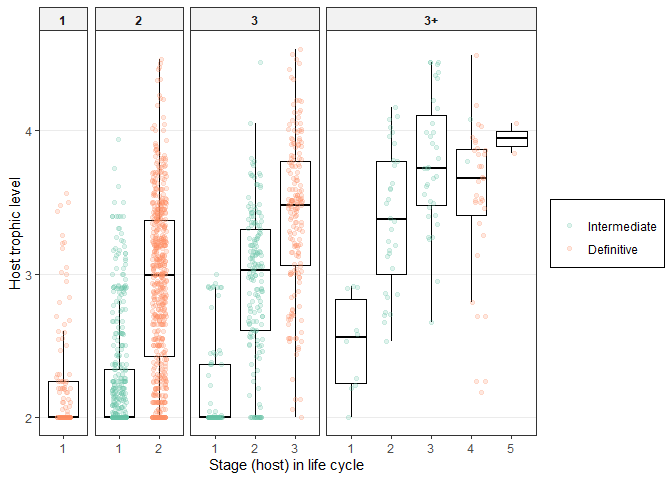 1 2 3 3+
4
3
2
Host trophic level
1 1 2 1 2 3 1 2 3 4 5
Stage (host) in life cycle
Intermediate
Definitive